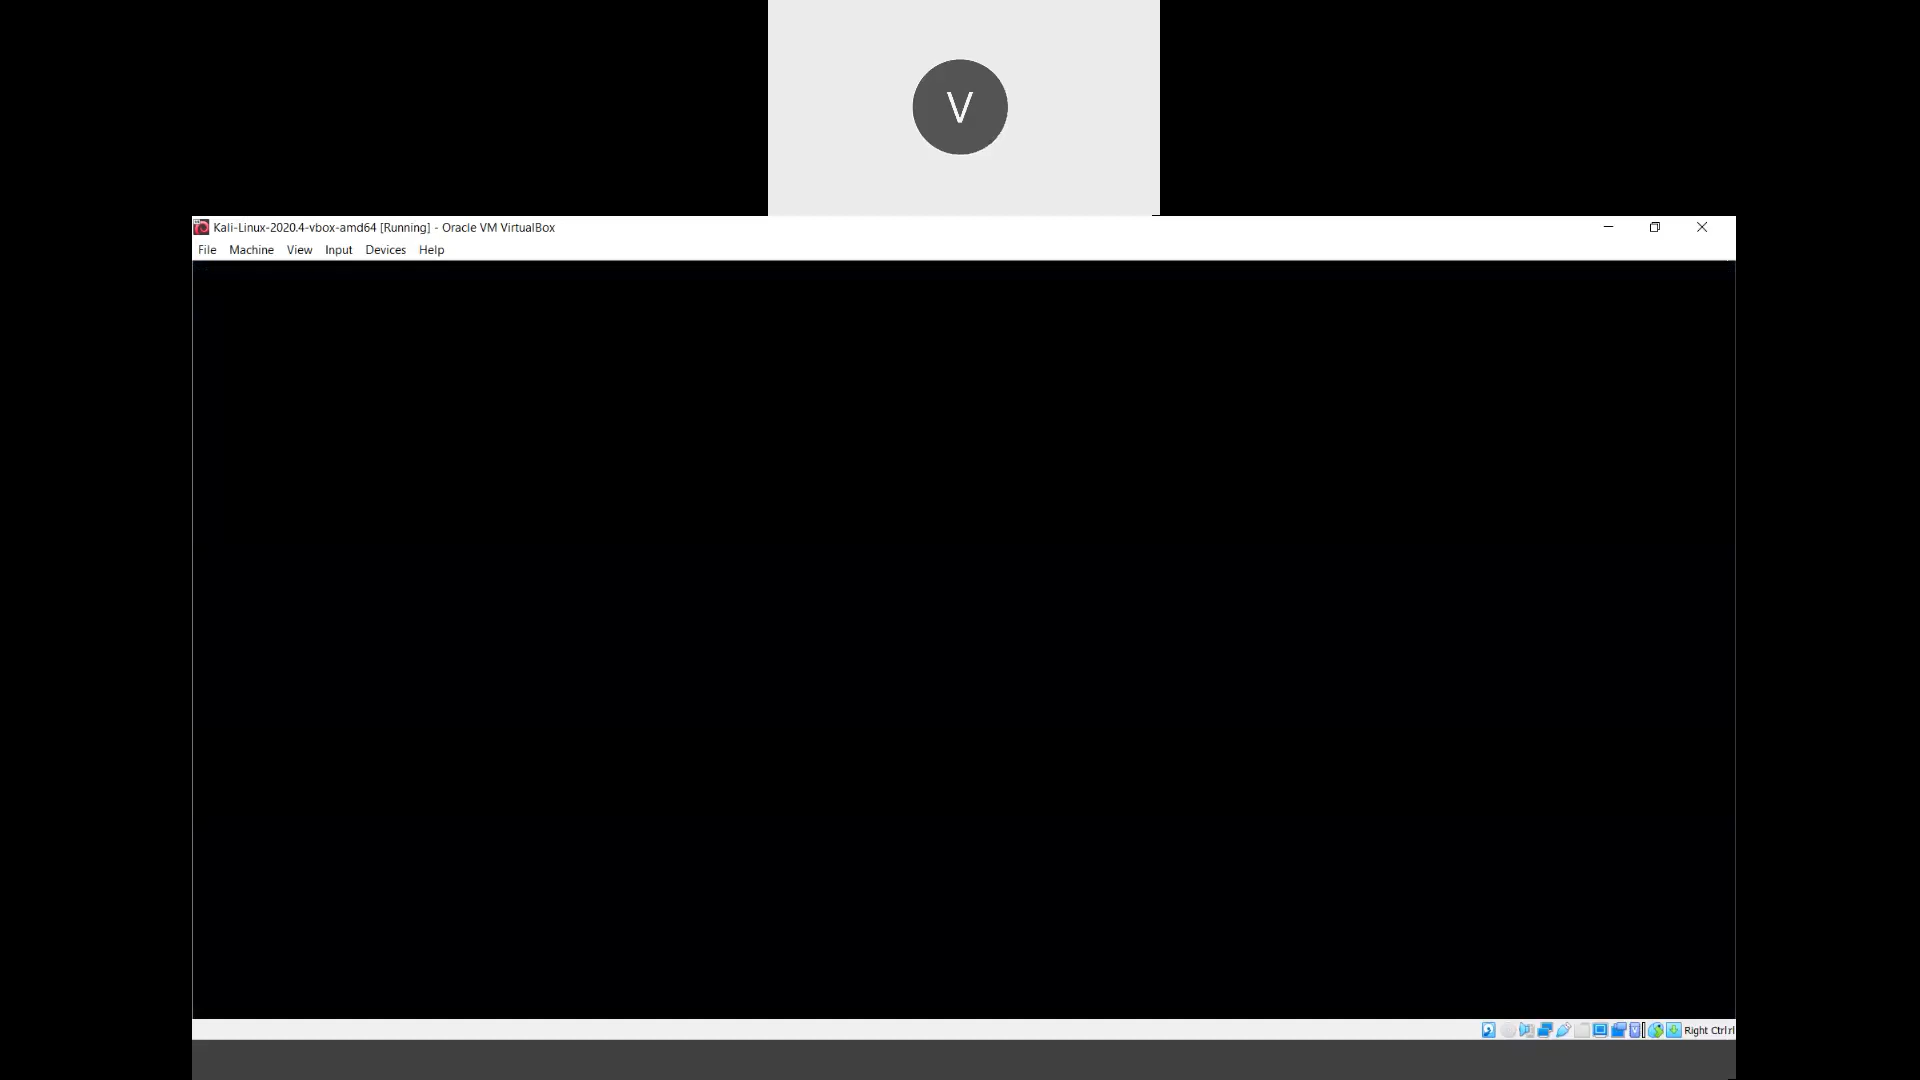 V
Kali-Linux-2020.4-vbox-amd64 [Running] - Oracle VM VirtualBox
File Machine View Input Devices Help
Right Ctrl